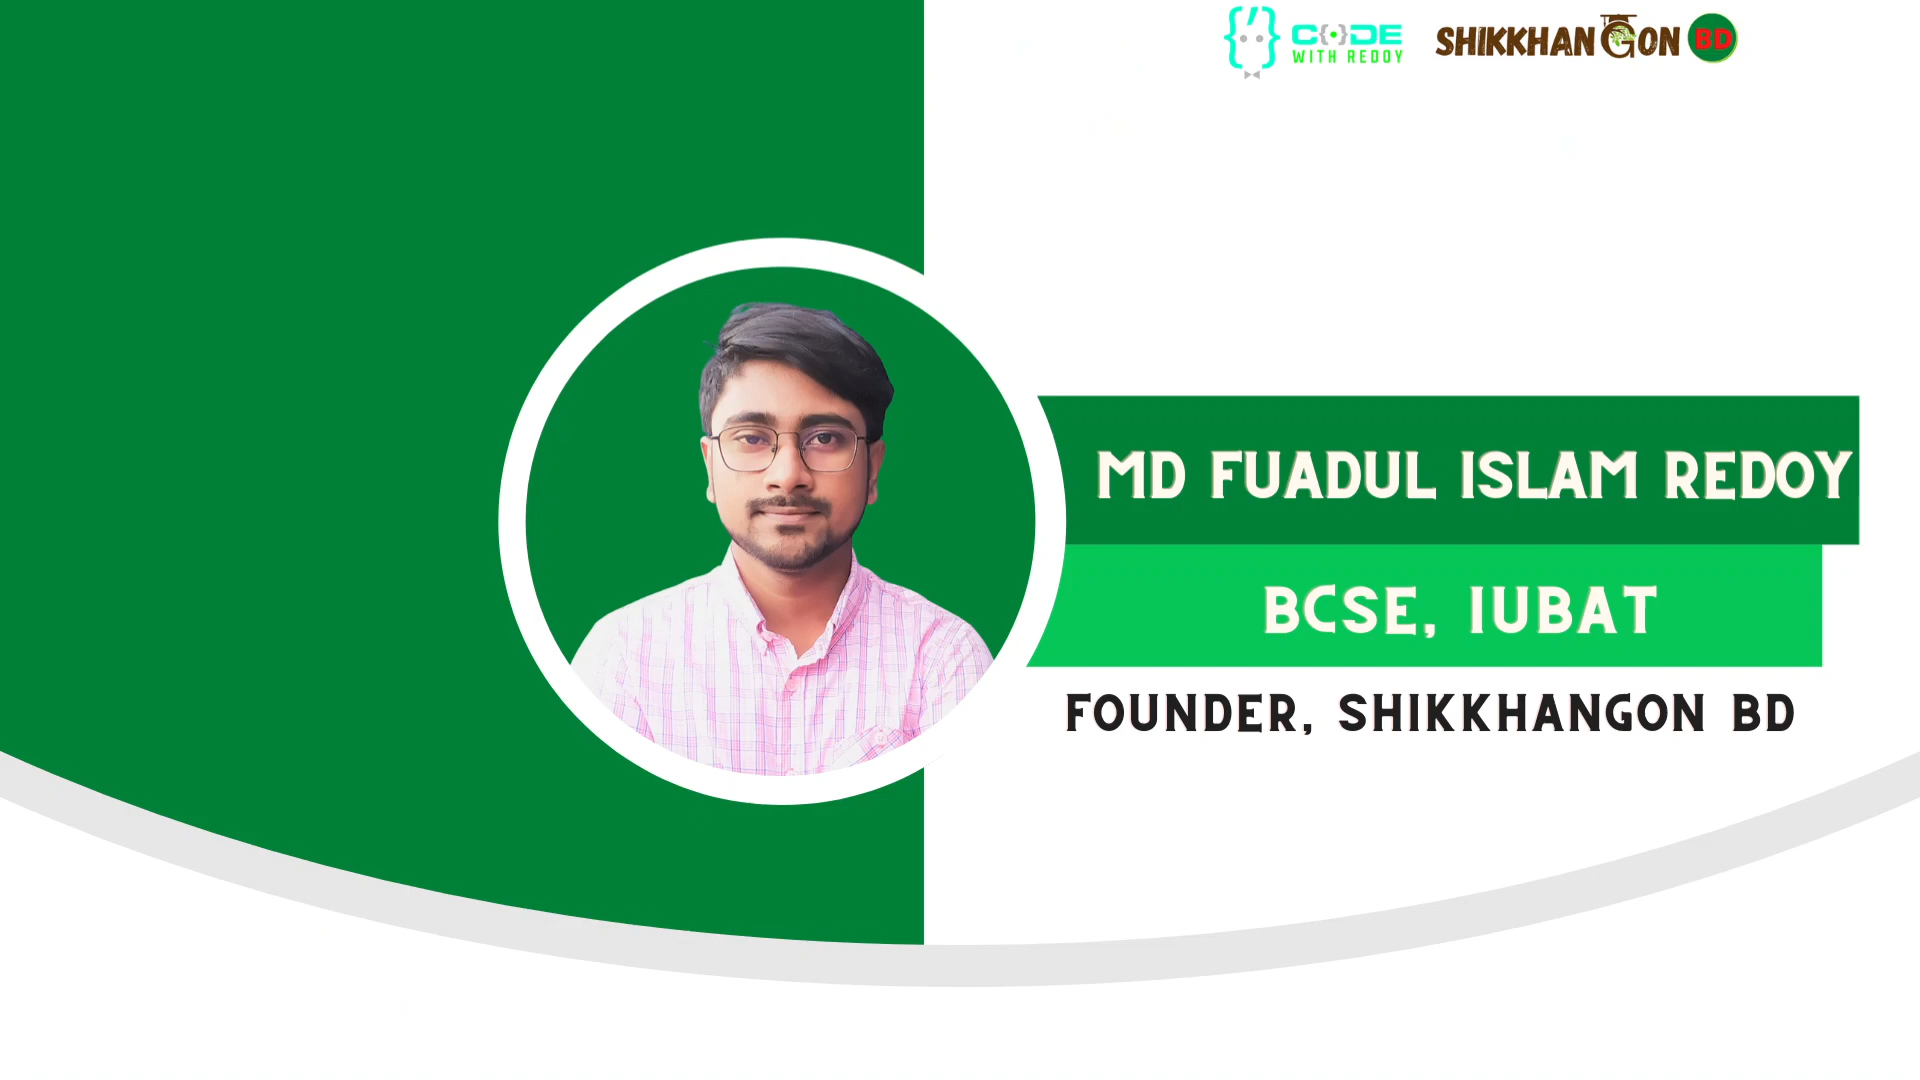 CODE
WITH REDOY
SHIKKHANGON BD
MD FUADUL ISLAM REDOY
BCSE, IUBAT
FOUNDER, SHIKKHANGON BD